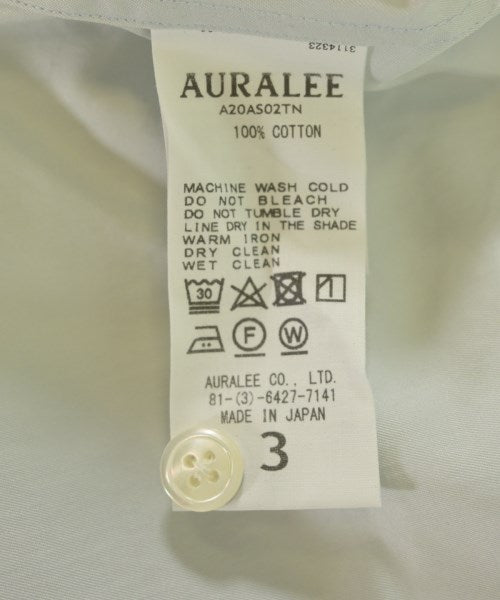 3114323
AURALEE
A20AS02TN
100% COTTON
MACHINE WASH COLD
DO NOT BLEACH
DO NOT TUMBLE DRY
LINE DRY IN THE SHADE
WARM IRON
DRY CLEAN
WET CLEAN
30
F W
AURALEE CO., LTD.
81-(3)-6427-7141
MADE IN JAPAN
3